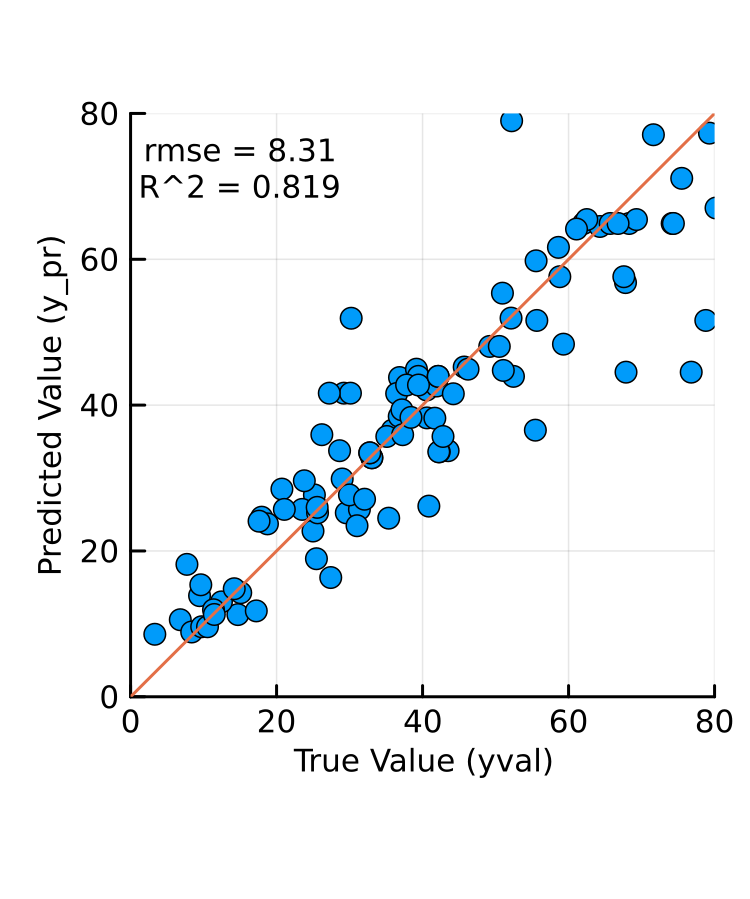 80
rmse = 8.31
R^2 = 0.819
60
40
20
0
Predicted Value (y_pr)
0 20 40 60 80
True Value (yval)